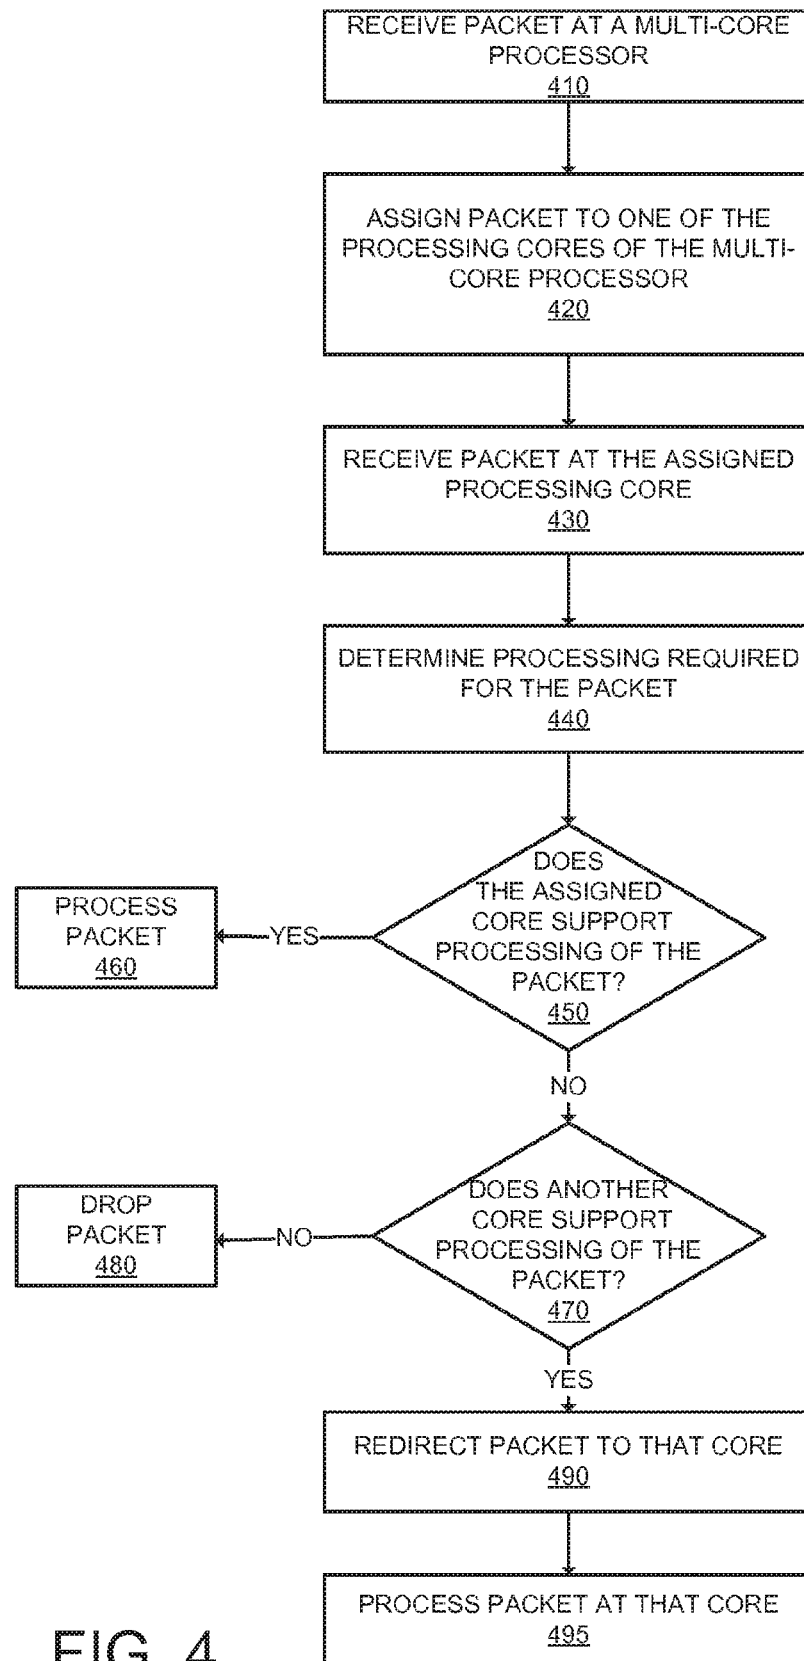 RECEIVE PACKET AT A MULTI-CORE
PROCESSOR
410
ASSIGN PACKET TO ONE OF THE
PROCESSING CORES OF THE MULTI-
CORE PROCESSOR
420
RECEIVE PACKET AT THE ASSIGNED
PROCESSING CORE
430
DETERMINE PROCESSING REQUIRED
FOR THE PACKET
440
DOES
THE ASSIGNED
CORE SUPPORT
PROCESSING OF THE
PACKET?
450
YES
PROCESS
PACKET
460
NO
DOES ANOTHER
CORE SUPPORT
PROCESSING OF THE
PACKET?
470
NO
DROP
PACKET
480
YES
REDIRECT PACKET TO THAT CORE
490
PROCESS PACKET AT THAT CORE
495
FIG. 4